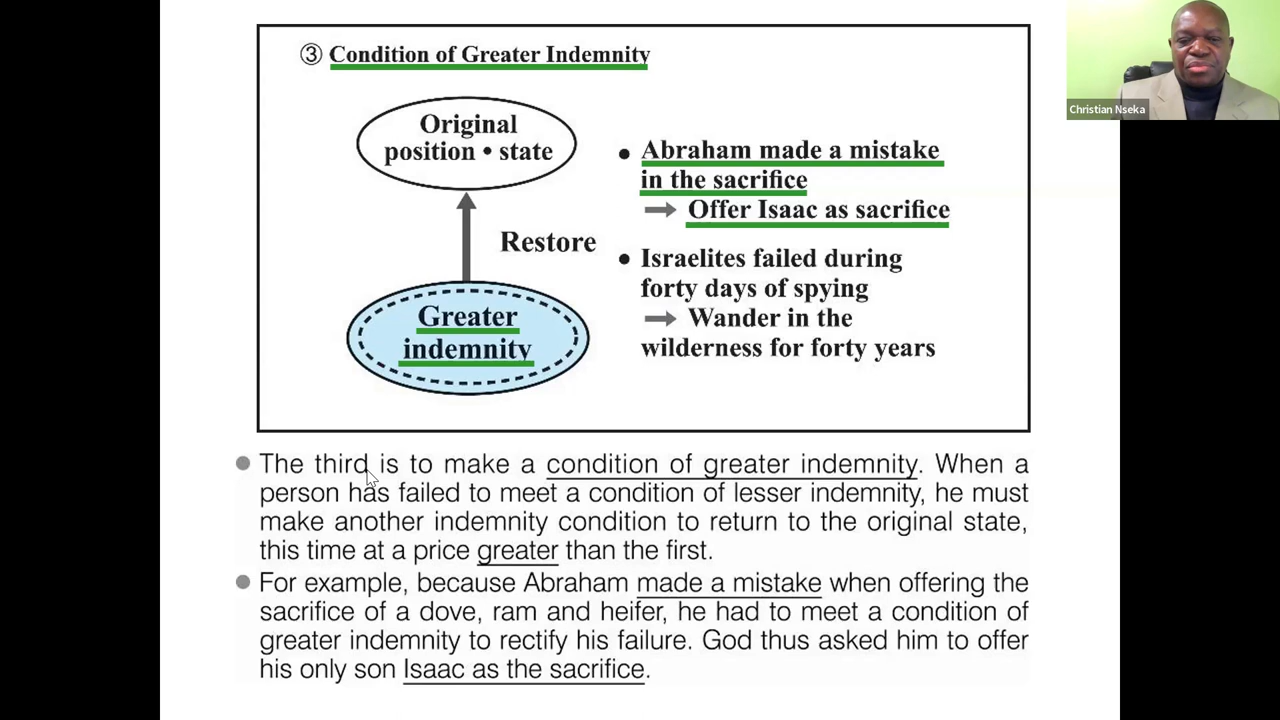 ③ Condition of Greater Indemnity
Original
position • state
Restore
Greater
indemnity
• Abraham made a mistake
in the sacrifice
→ Offer Isaac as sacrifice
• Israelites failed during
forty days of spying
→ Wander in the
wilderness for forty years
Christian Nseka
• The third is to make a condition of greater indemnity. When a
person has failed to meet a condition of lesser indemnity, he must
make another indemnity condition to return to the original state,
this time at a price greater than the first.
• For example, because Abraham made a mistake when offering the
sacrifice of a dove, ram and heifer, he had to meet a condition of
greater indemnity to rectify his failure. God thus asked him to offer
his only son Isaac as the sacrifice.